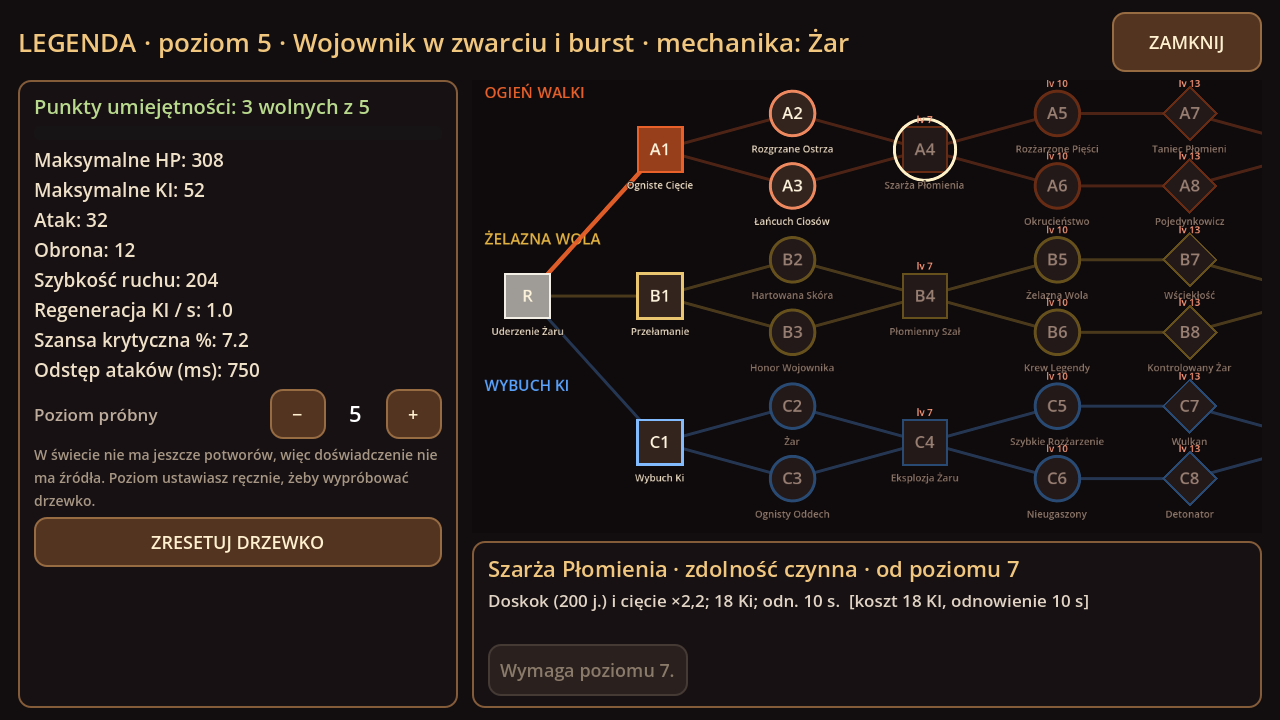 LEGENDA · poziom 5 · Wojownik w zwarciu i burst · mechanika: Żar
ZAMKNIJ
Punkty umiejętności: 3 wolnych z 5
Maksymalne HP: 308
Maksymalne KI: 52
Atak: 32
Obrona: 12
Szybkość ruchu: 204
Regeneracja KI / s: 1.0
Szansa krytyczna %: 7.2
Odstęp ataków (ms): 750
Poziom próbny
− 5 +
W świecie nie ma jeszcze potworów, więc doświadczenie nie
ma źródła. Poziom ustawiasz ręcznie, żeby wypróbować
drzewko.
ZRESETUJ DRZEWKO
OGIEŃ WALKI
lv 10 lv 13
A2 A5 A7
lv 7
A1 A4
Rozgrzane Ostrza Rozżarzone Pięści Taniec Płomieni
lv 10 lv 13
Ogniste Cięcie A3 Szarża Płomienia A6 A8
Łańcuch Ciosów Okrucieństwo Pojedynkowicz
ŻELAZNA WOLA
lv 10 lv 13
B2 B5 B7
lv 7
R B1 B4
Hartowana Skóra Żelazna Wola Wściekłość
lv 10 lv 13
Uderzenie Żaru Przełamanie B3 Płomienny Szał B6 B8
Honor Wojownika Krew Legendy Kontrolowany Żar
WYBUCH KI
lv 10 lv 13
C2 C5 C7
lv 7
C1 C4
Żar Szybkie Rozżarzenie Wulkan
lv 10 lv 13
Wybuch Ki C3 Eksplozja Żaru C6 C8
Ognisty Oddech Nieugaszony Detonator
Szarża Płomienia · zdolność czynna · od poziomu 7
Doskok (200 j.) i cięcie ×2,2; 18 Ki; odn. 10 s. [koszt 18 KI, odnowienie 10 s]
Wymaga poziomu 7.